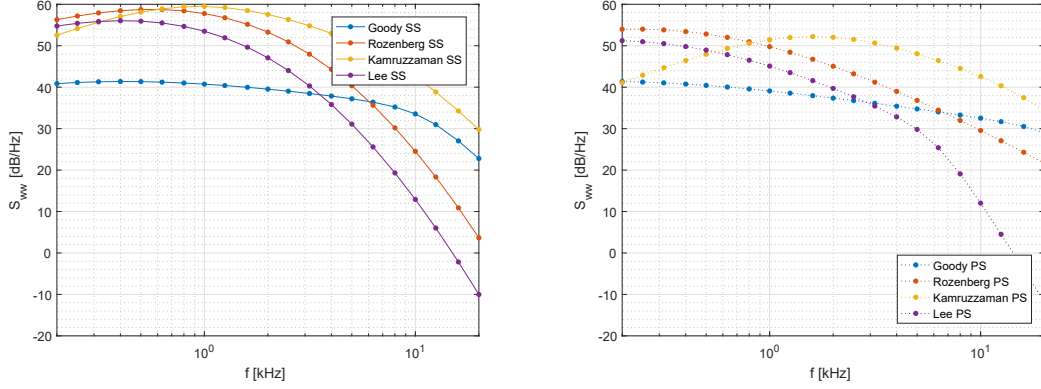 60
50
40
30
20
10
0
-10
-20
S_ww [dB/Hz]
10^0
10^1
f [kHz]
Goody SS
Rozenberg SS
Kamruzzaman SS
Lee SS
60
50
40
30
20
10
0
-10
-20
S_ww [dB/Hz]
10^0
10^1
f [kHz]
Goody PS
Rozenberg PS
Kamruzzaman PS
Lee PS